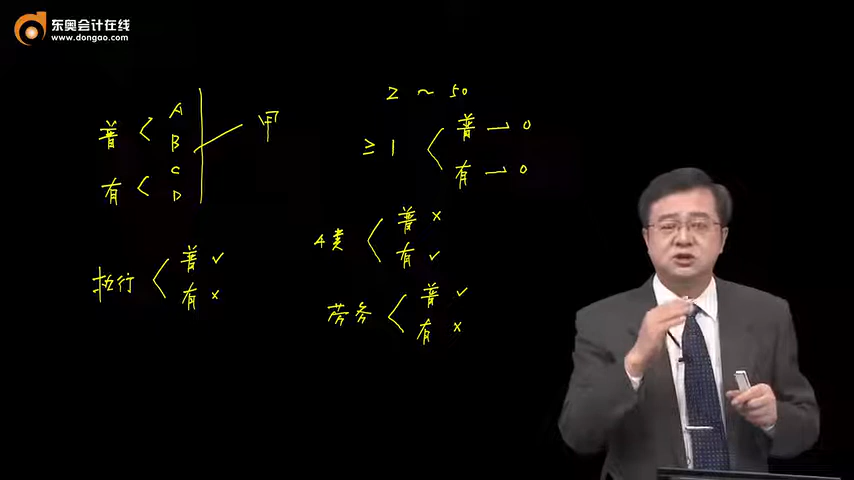 东奥会计在线
www.dongao.com
普 < A
B
有 < C
D
甲
2 ~ 50
≥ 1 < 普 → 0
有 → 0
4类 < 普 ×
有 √
执行 < 普 √
有 ×
劳务 < 普 √
有 ×